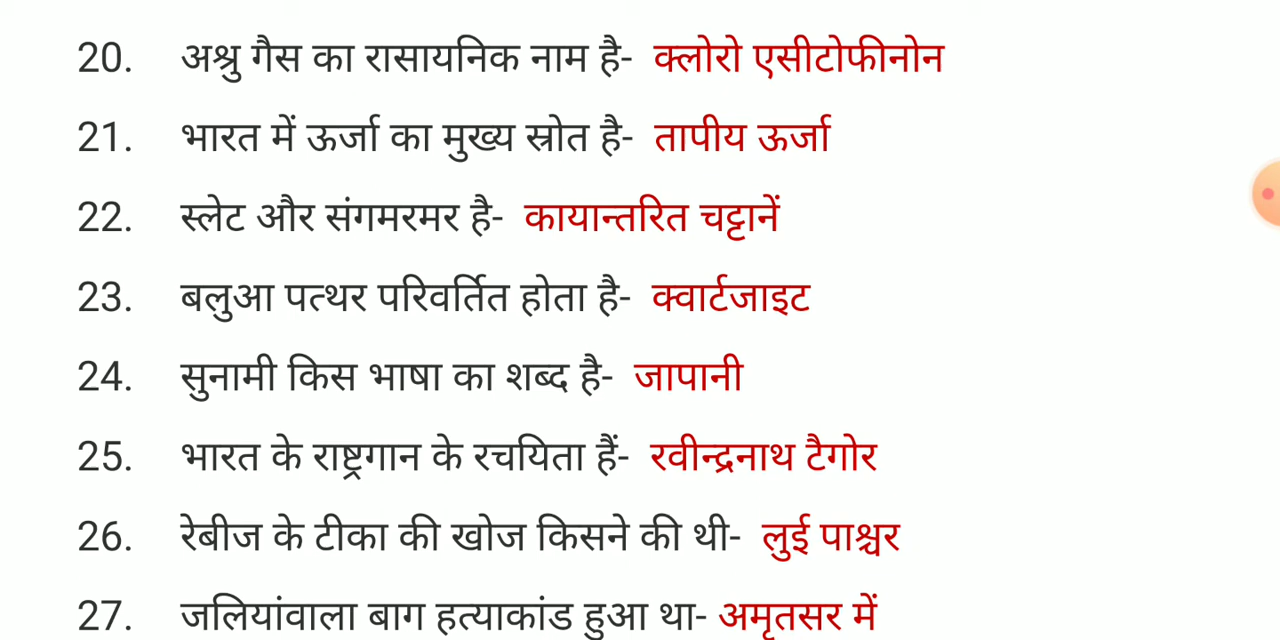 20. अश्रु गैस का रासायनिक नाम है- क्लोरो एसीटोफीनोन
21. भारत में ऊर्जा का मुख्य स्रोत है- तापीय ऊर्जा
22. स्लेट और संगमरमर है- कायान्तरित चट्टानें
23. बलुआ पत्थर परिवर्तित होता है- क्वार्टजाइट
24. सुनामी किस भाषा का शब्द है- जापानी
25. भारत के राष्ट्रगान के रचयिता हैं- रवीन्द्रनाथ टैगोर
26. रेबीज के टीका की खोज किसने की थी- लुई पाश्चर
27. जलियांवाला बाग हत्याकांड हुआ था- अमृतसर में